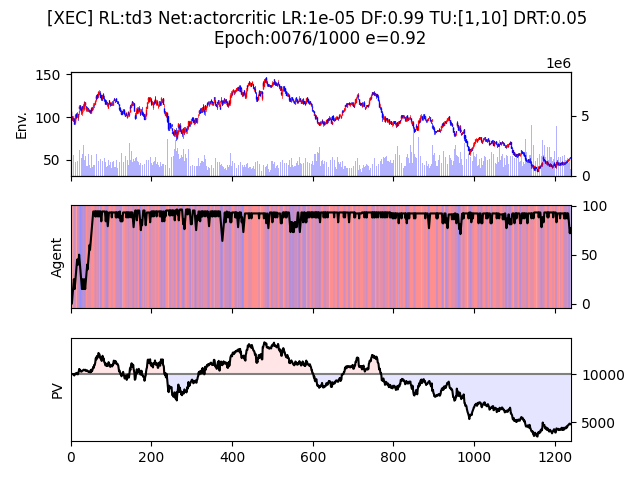 [XEC] RL:td3 Net:actorcritic LR:1e-05 DF:0.99 TU:[1,10] DRT:0.05
Epoch:0076/1000 e=0.92
1e6
150
100
50
Env.
5
0
Agent
100
50
0
PV
10000
5000
0 200 400 600 800 1000 1200